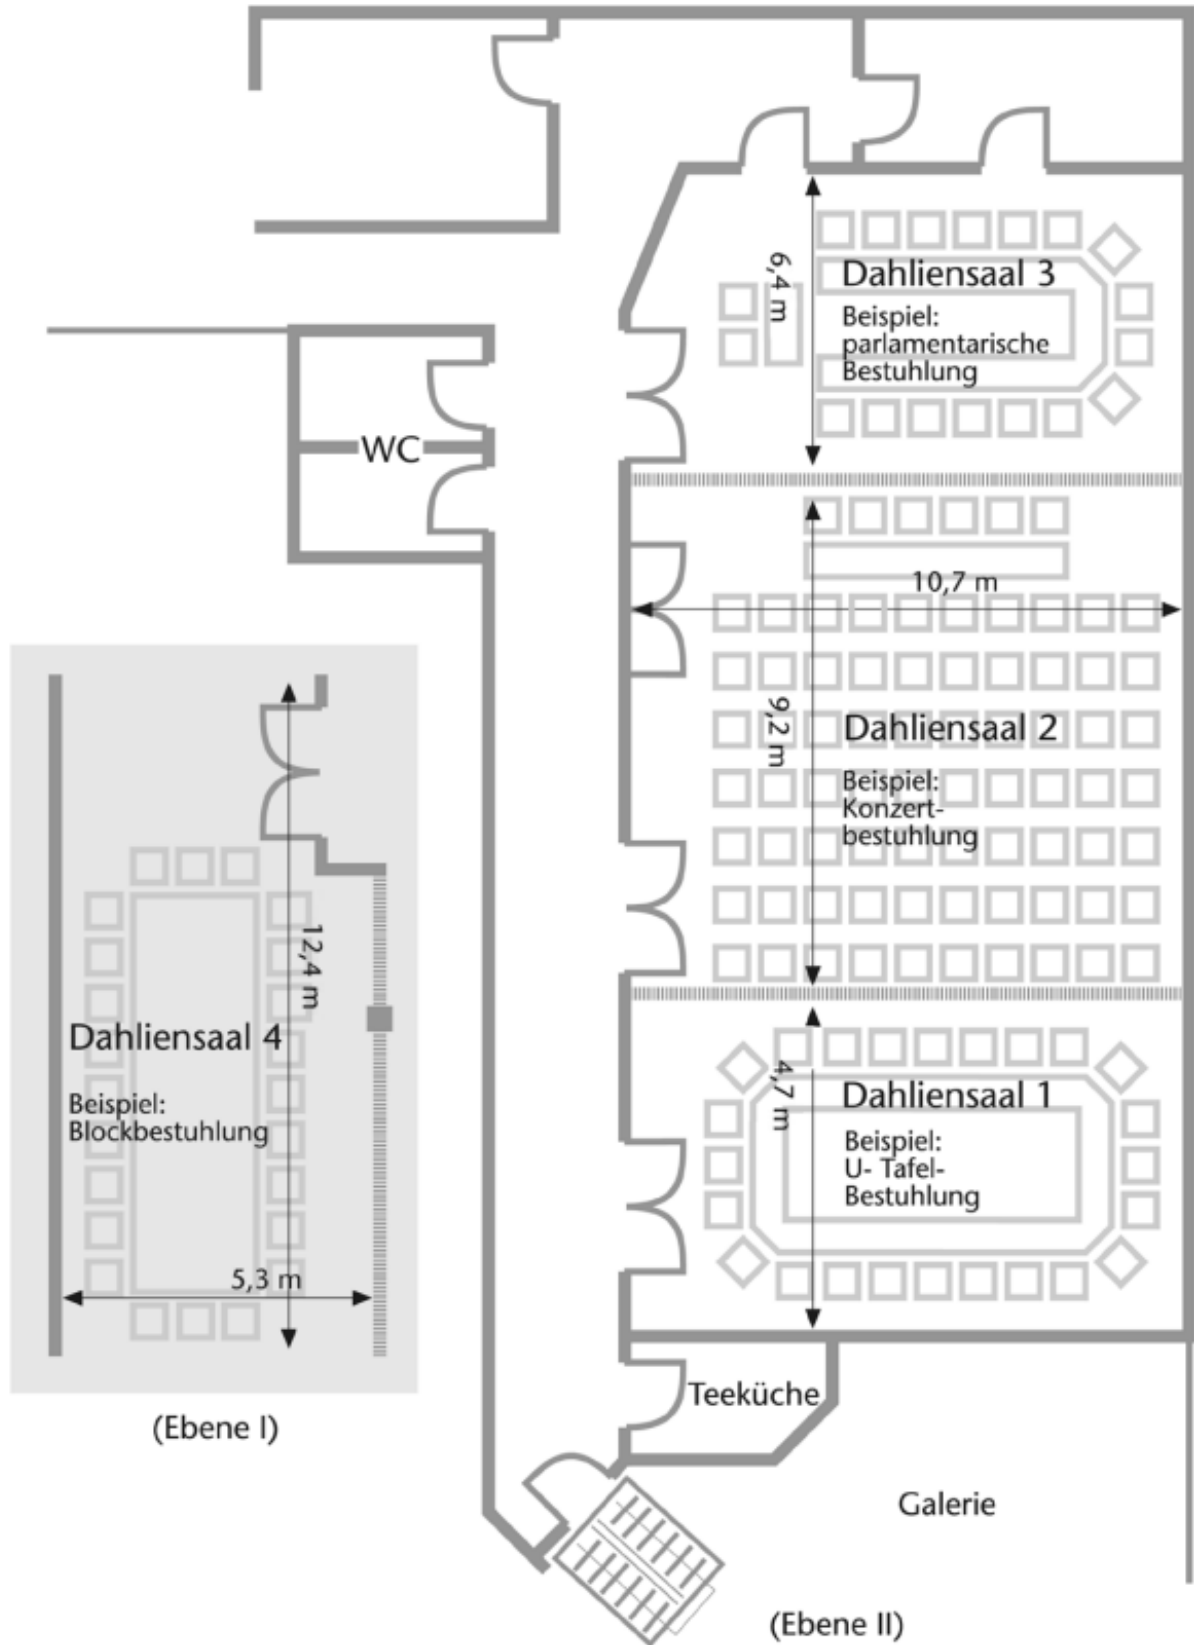 6,4 m
Dahliensaal 3
Beispiel:
parlamentarische
Bestuhlung
WC
10,7 m
9,2 m
Dahliensaal 2
Beispiel:
Konzert-
bestuhlung
12,4 m
Dahliensaal 4
Beispiel:
Blockbestuhlung
5,3 m
(Ebene I)
4,7 m
Dahliensaal 1
Beispiel:
U- Tafel-
Bestuhlung
Teeküche
Galerie
(Ebene II)